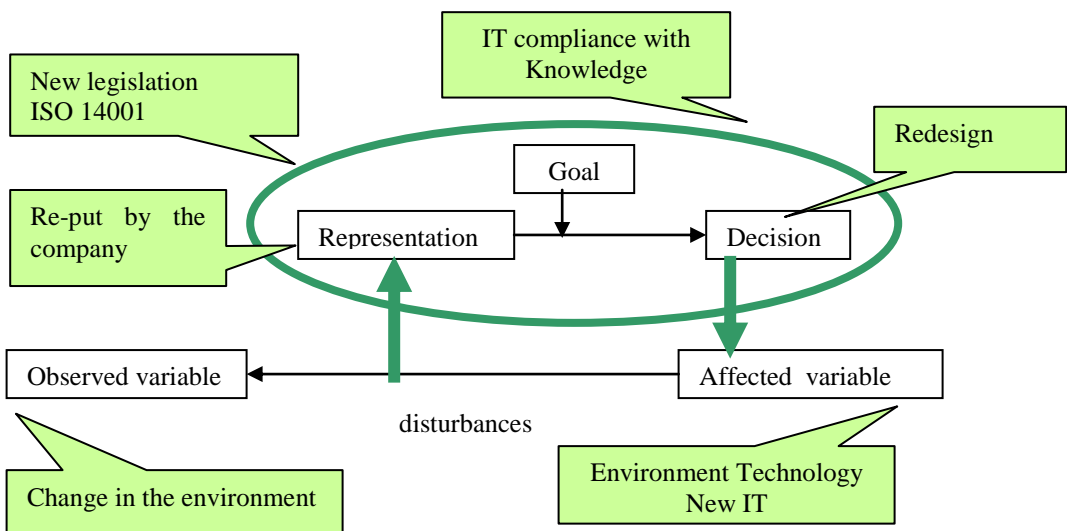 IT compliance with
Knowledge
New legislation
ISO 14001
Redesign
Goal
Re-put by the
company
Representation
Decision
Observed variable
Affected variable
disturbances
Environment Technology
New IT
Change in the environment